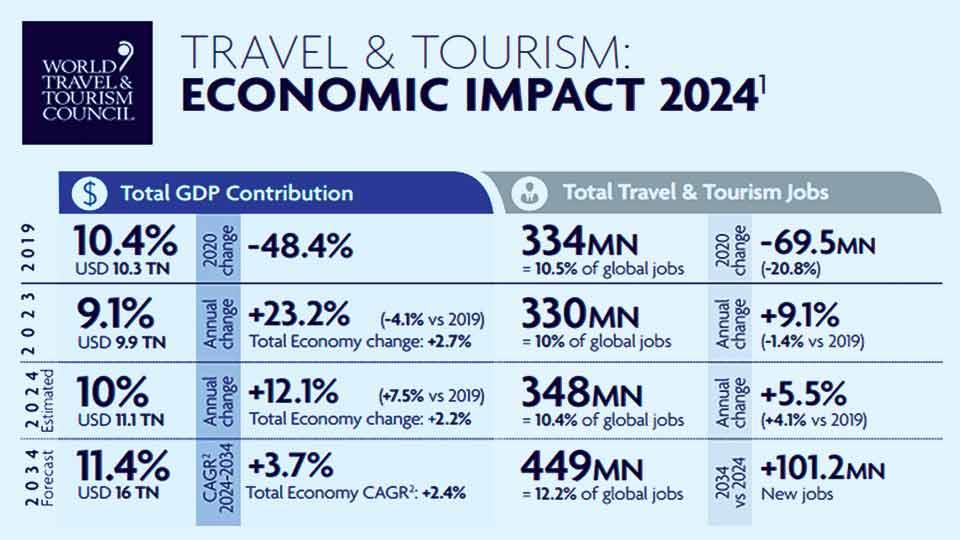 WORLD
TRAVEL &
TOURISM
COUNCIL
TRAVEL & TOURISM:
ECONOMIC IMPACT 2024¹
$ Total GDP Contribution
Total Travel & Tourism Jobs
2019
10.4%
USD 10.3 TN
2020 change
-48.4%
334MN
= 10.5% of global jobs
2020 change
-69.5MN
(-20.8%)
2023
9.1%
USD 9.9 TN
Annual change
+23.2% (-4.1% vs 2019)
Total Economy change: +2.7%
330MN
= 10% of global jobs
Annual change
+9.1%
(-1.4% vs 2019)
2024
Estimated
10%
USD 11.1 TN
Annual change
+12.1% (+7.5% vs 2019)
Total Economy change: +2.2%
348MN
= 10.4% of global jobs
Annual change
+5.5%
(+4.1% vs 2019)
2034
Forecast
11.4%
USD 16 TN
CAGR² 2024-2034
+3.7%
Total Economy CAGR²: +2.4%
449MN
= 12.2% of global jobs
2034 vs 2024
+101.2MN
New jobs